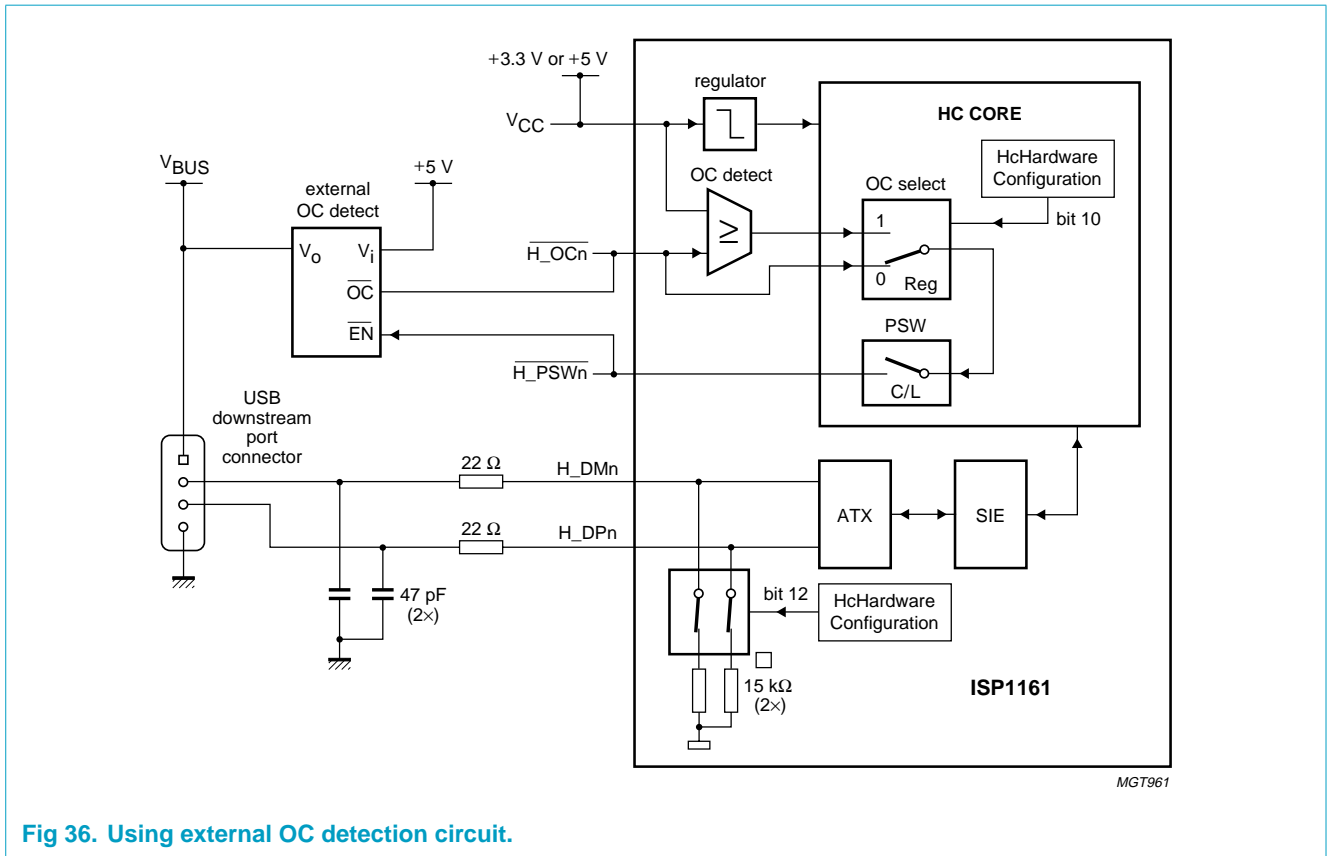 +3.3 V or +5 V
regulator
HC CORE
VCC
HcHardware
Configuration
VBUS
+5 V
OC detect
OC select
external
OC detect
bit 10
1
Vo
Vi
≥
H_OCn
0
Reg
OC
PSW
EN
H_PSWn
C/L
USB
downstream
port
connector
22 Ω
H_DMn
ATX
SIE
22 Ω
H_DPn
47 pF
(2×)
bit 12
HcHardware
Configuration
15 kΩ
(2×)
ISP1161
MGT961
Fig 36. Using external OC detection circuit.